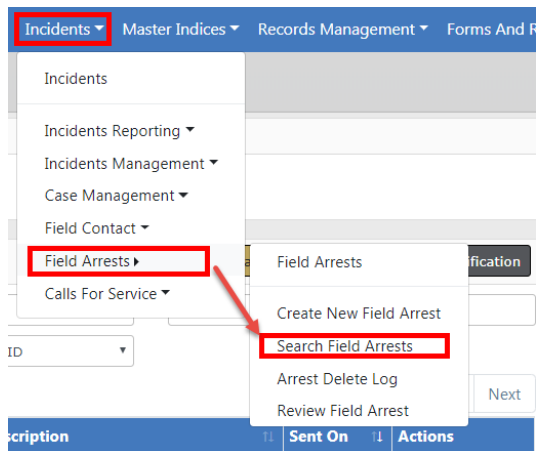 Incidents Master Indices Records Management Forms And R
Incidents
Incidents Reporting
Incidents Management
Case Management
Field Contact
Field Arrests
Calls For Service
Field Arrests
Create New Field Arrest
Search Field Arrests
Arrest Delete Log
Review Field Arrest
ification
ID
Next
scription Sent On Actions